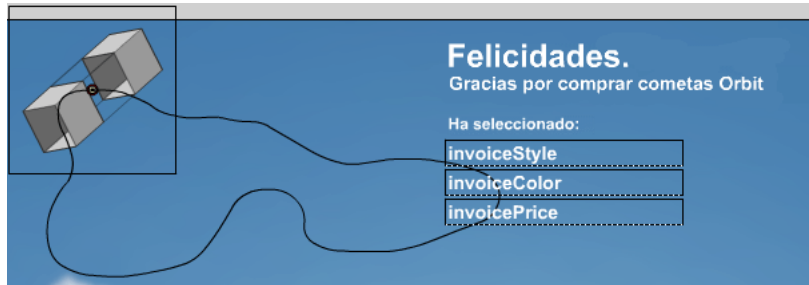 Felicidades.
Gracias por comprar cometas Orbit
Ha seleccionado:
invoiceStyle
invoiceColor
invoicePrice